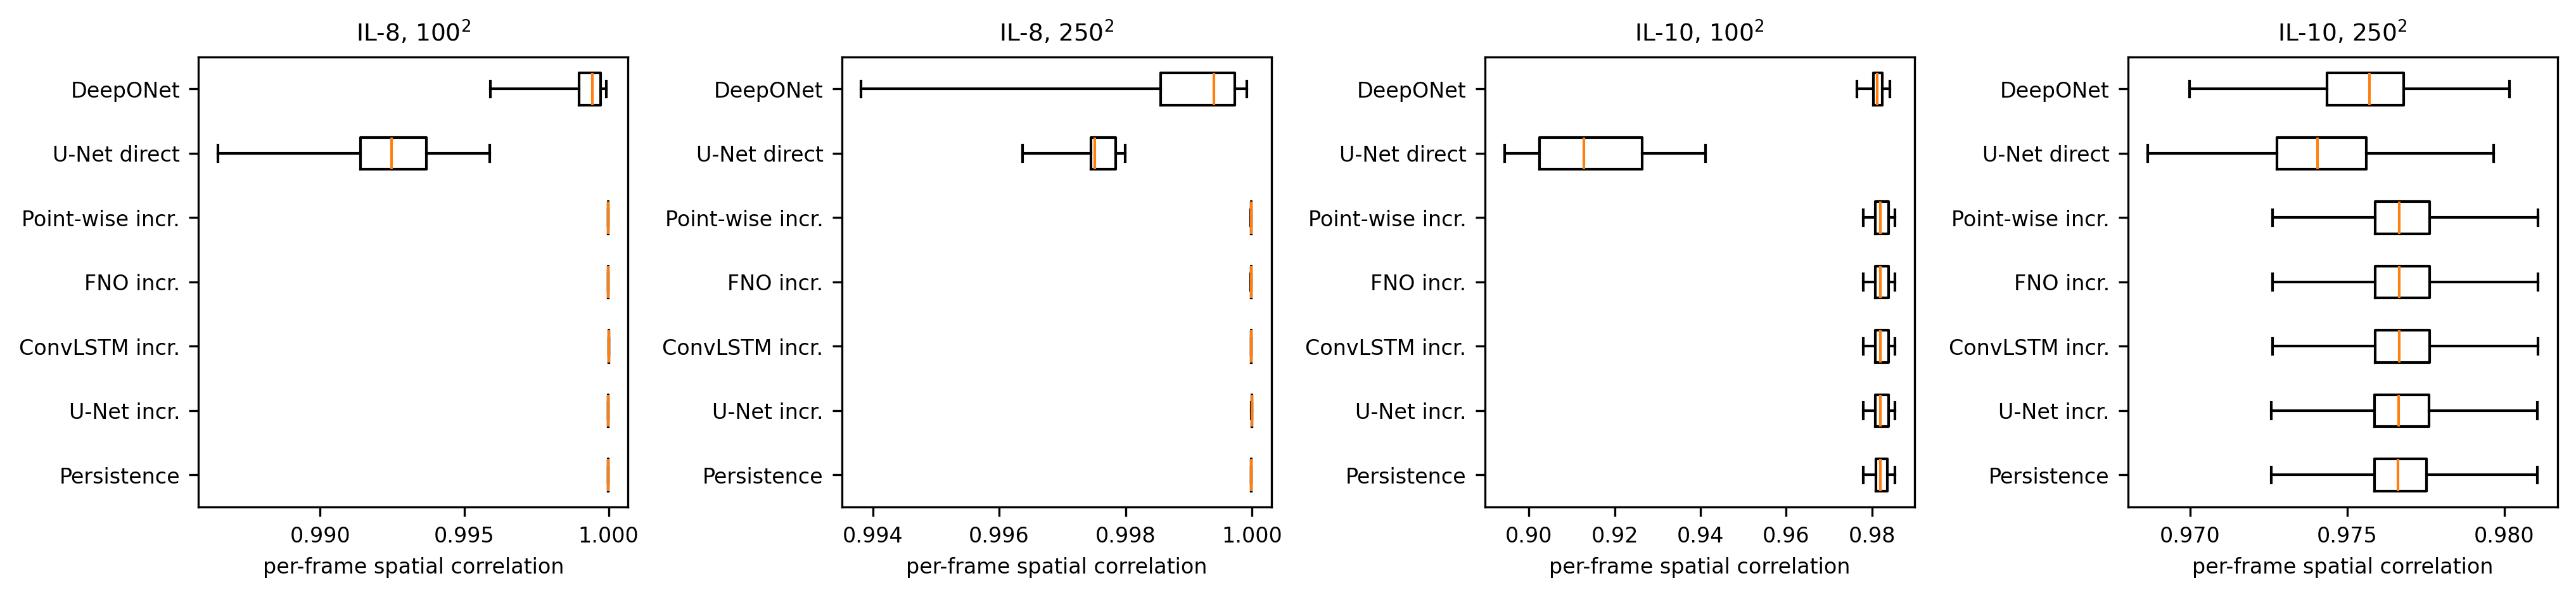 IL-8, 100²
DeepONet
U-Net direct
Point-wise incr.
FNO incr.
ConvLSTM incr.
U-Net incr.
Persistence
0.990 0.995 1.000
per-frame spatial correlation
IL-8, 250²
DeepONet
U-Net direct
Point-wise incr.
FNO incr.
ConvLSTM incr.
U-Net incr.
Persistence
0.994 0.996 0.998 1.000
per-frame spatial correlation
IL-10, 100²
DeepONet
U-Net direct
Point-wise incr.
FNO incr.
ConvLSTM incr.
U-Net incr.
Persistence
0.90 0.92 0.94 0.96 0.98
per-frame spatial correlation
IL-10, 250²
DeepONet
U-Net direct
Point-wise incr.
FNO incr.
ConvLSTM incr.
U-Net incr.
Persistence
0.970 0.975 0.980
per-frame spatial correlation